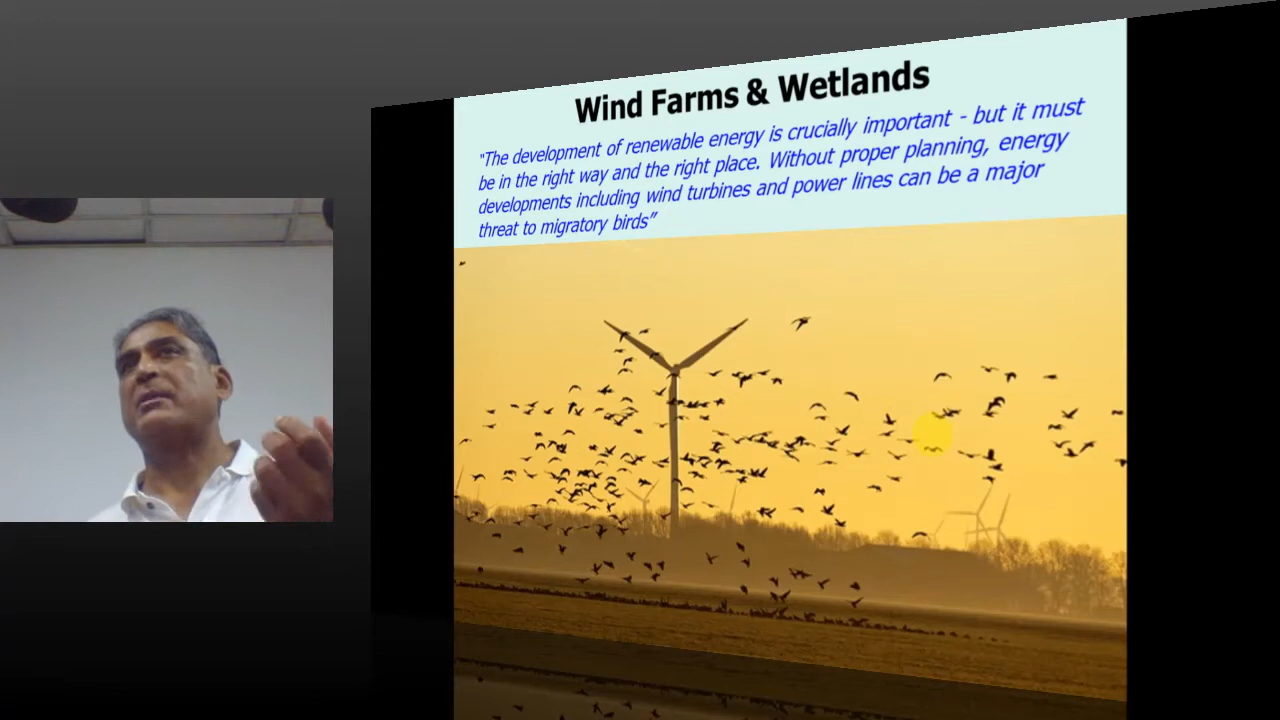 Wind Farms & Wetlands
"The development of renewable energy is crucially important - but it must
be in the right way and the right place. Without proper planning, energy
developments including wind turbines and power lines can be a major
threat to migratory birds”